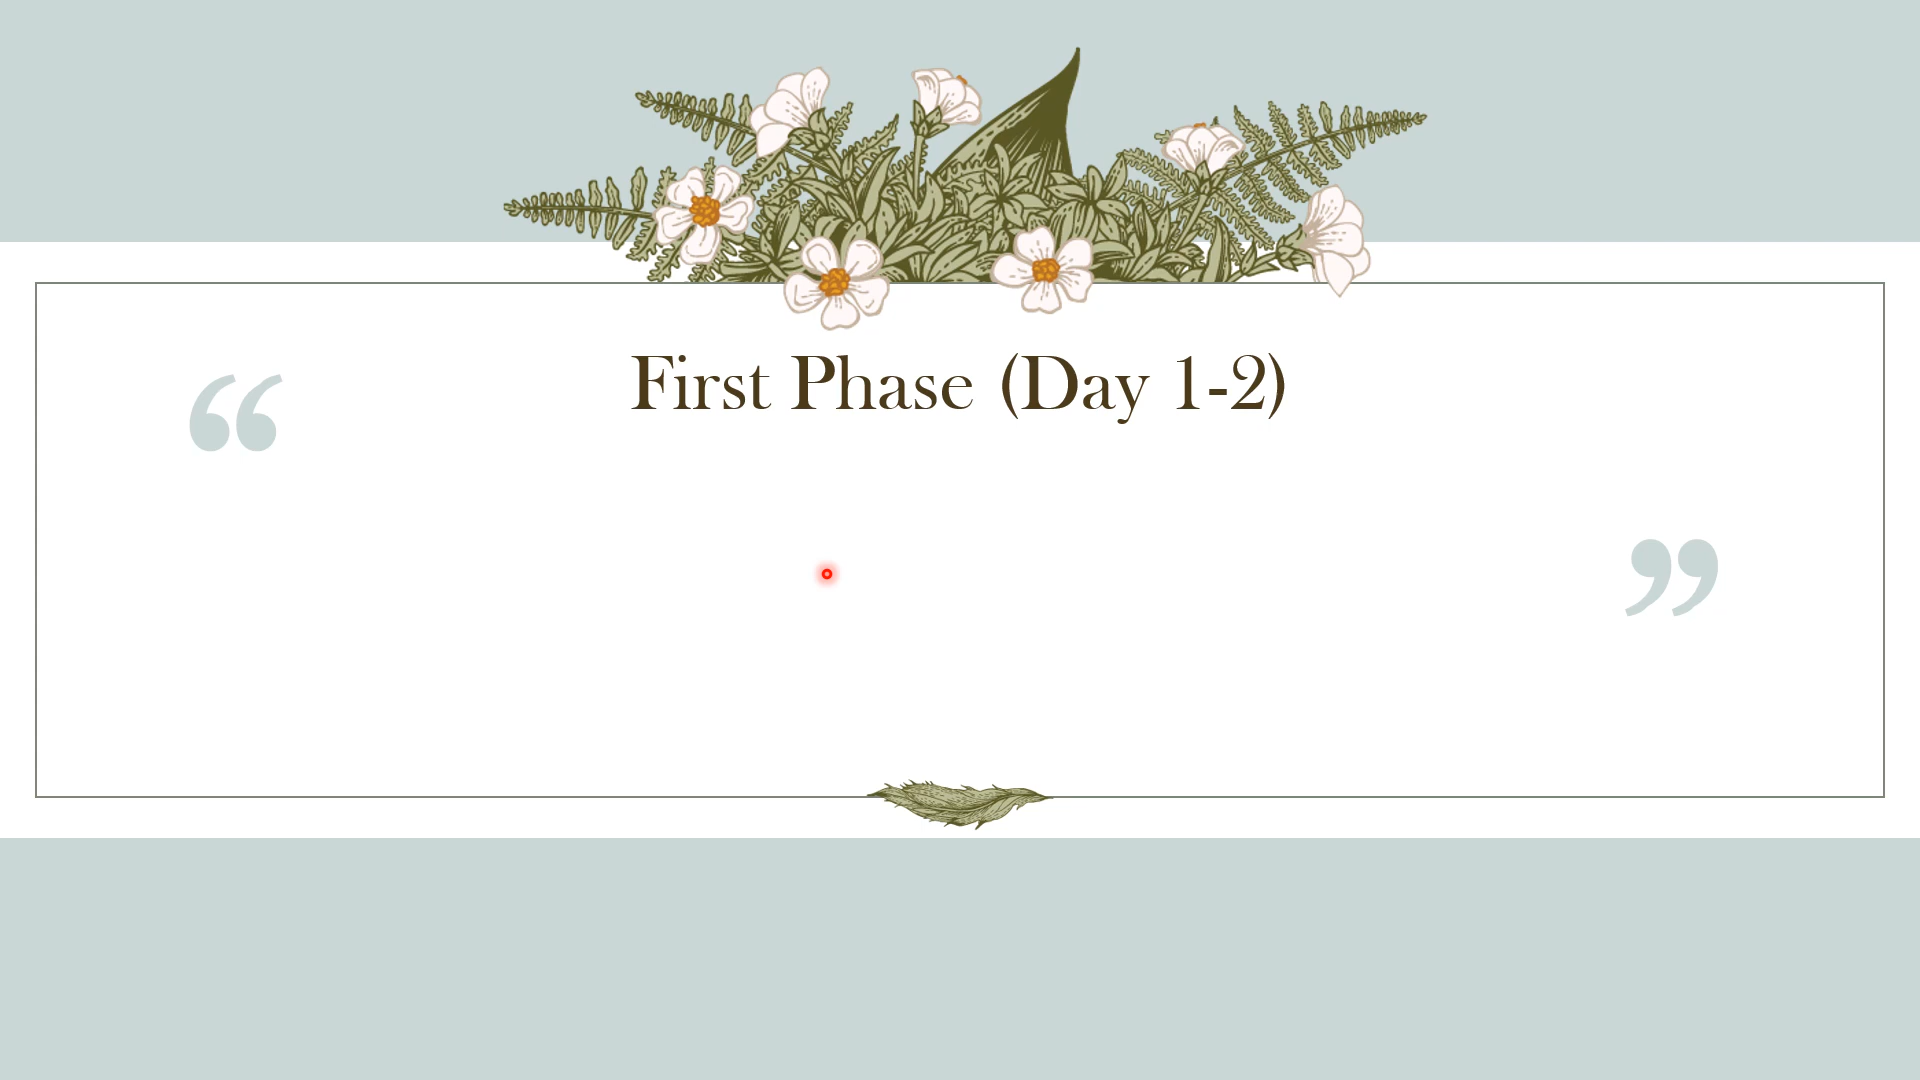 “
First Phase (Day 1-2)
”